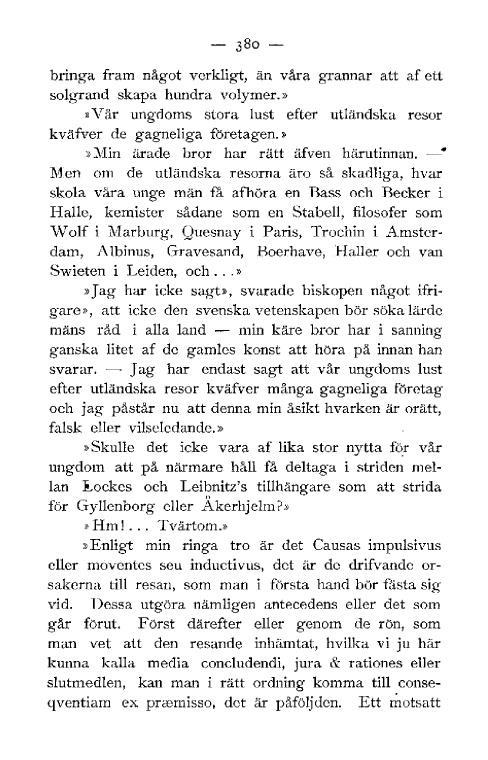 — 380 —
bringa fram något verkligt, än våra grannar att af ett
solgrand skapa hundra volymer.»
»Vår ungdoms stora lust efter utländska resor
kväfver de gagneliga företagen.»
»Min ärade bror har rätt äfven härutinnan. —
Men om de utländska resorna äro så skadliga, hvar
skola våra unge män få afhöra en Bass och Becker i
Halle, kemister sådane som en Stabell, filosofer som
Wolf i Marburg, Quesnay i Paris, Trochin i Amster-
dam, Albinus, Gravesand, Boerhave, Haller och van
Swieten i Leiden, och . . .»
»Jag har icke sagt», svarade biskopen något ifri-
gare», att icke den svenska vetenskapen bör söka lärde
mäns råd i alla land — min käre bror har i sanning
ganska litet af de gamles konst att höra på innan han
svarar. — Jag har endast sagt att vår ungdoms lust
efter utländska resor kväfver många gagneliga företag
och jag påstår nu att denna min åsikt hvarken är orätt,
falsk eller vilseledande.»
»Skulle det icke vara af lika stor nytta för vår
ungdom att på närmare håll få deltaga i striden mel-
lan Lockes och Leibnitz's tillhängare som att strida
för Gyllenborg eller Åkerhjelm?»
»Hm! . . . Tvärtom.»
»Enligt min ringa tro är det Causas impulsivus
eller moventes seu inductivus, det är de drifvande or-
sakerna till resan, som man i första hand bör fästa sig
vid. Dessa utgöra nämligen antecedens eller det som
går förut. Först därefter eller genom de rön, som
man vet att den resande inhämtat, hvilka vi ju här
kunna kalla media concludendi, jura & rationes eller
slutmedlen, kan man i rätt ordning komma till conse-
qventiam ex præmisso, det är påföljden. Ett motsatt